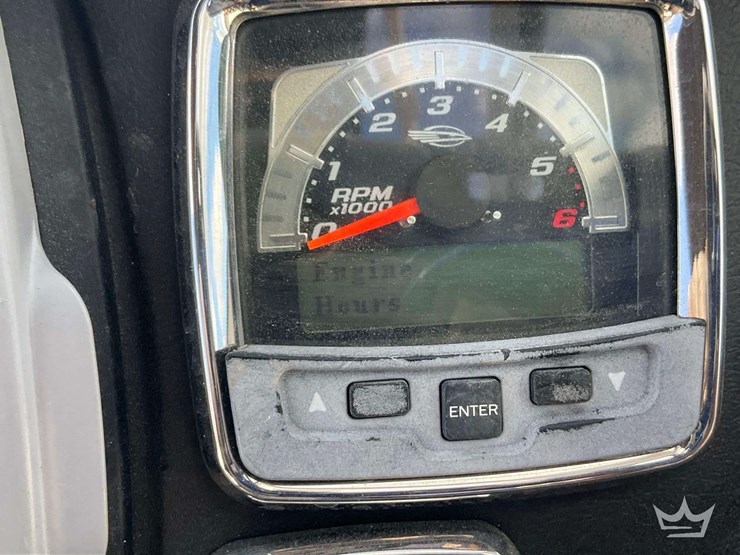 0 1 2 3 4 5 6
RPM
x1000
Engine
Hours
ENTER